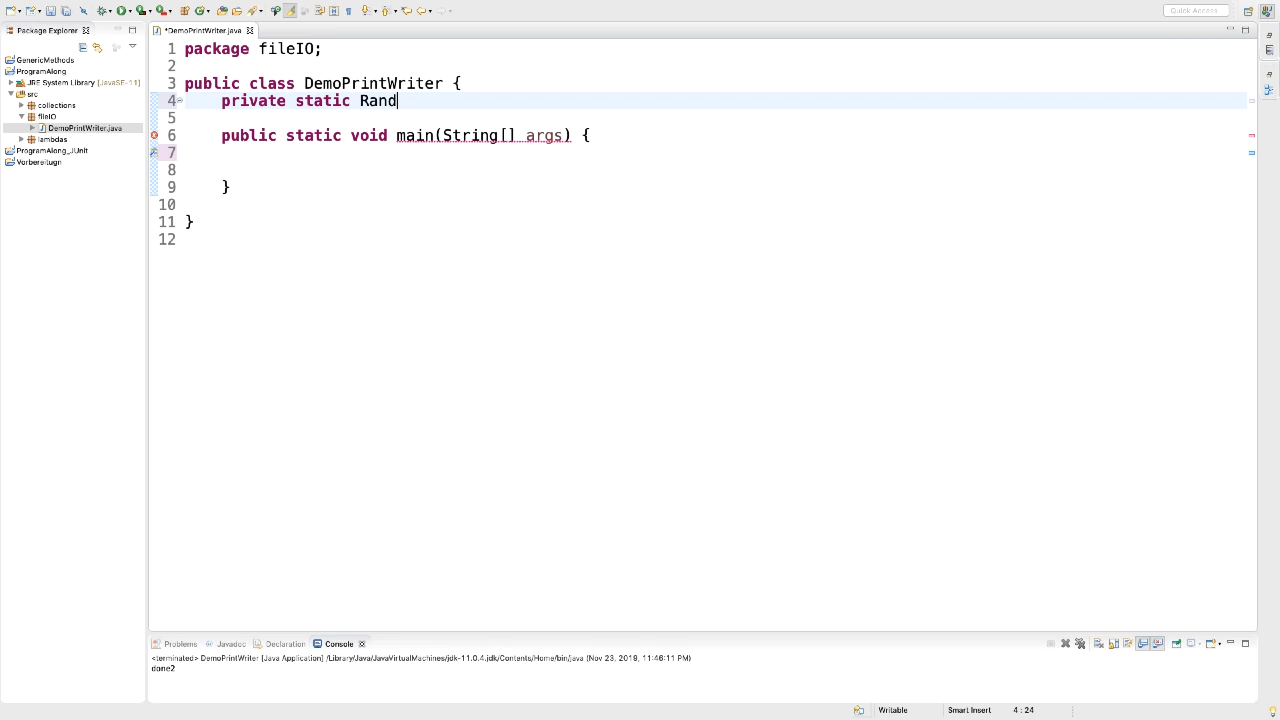 Quick Access
Package Explorer
*DemoPrintWriter.java
GenericMethods
ProgramAlong
JRE System Library [JavaSE-11]
src
collections
fileIO
DemoPrintWriter.java
lambdas
ProgramAlong_JUnit
Vorbereitugn
1 package fileIO;
2
3 public class DemoPrintWriter {
4 private static Rand
5
6 public static void main(String[] args) {
7
8
9 }
10
11 }
12
Problems Javadoc Declaration Console
<terminated> DemoPrintWriter [Java Application] /Library/Java/JavaVirtualMachines/jdk-11.0.4.jdk/Contents/Home/bin/java (Nov 23, 2019, 11:46:11 PM)
done2
Writable Smart Insert 4 : 24